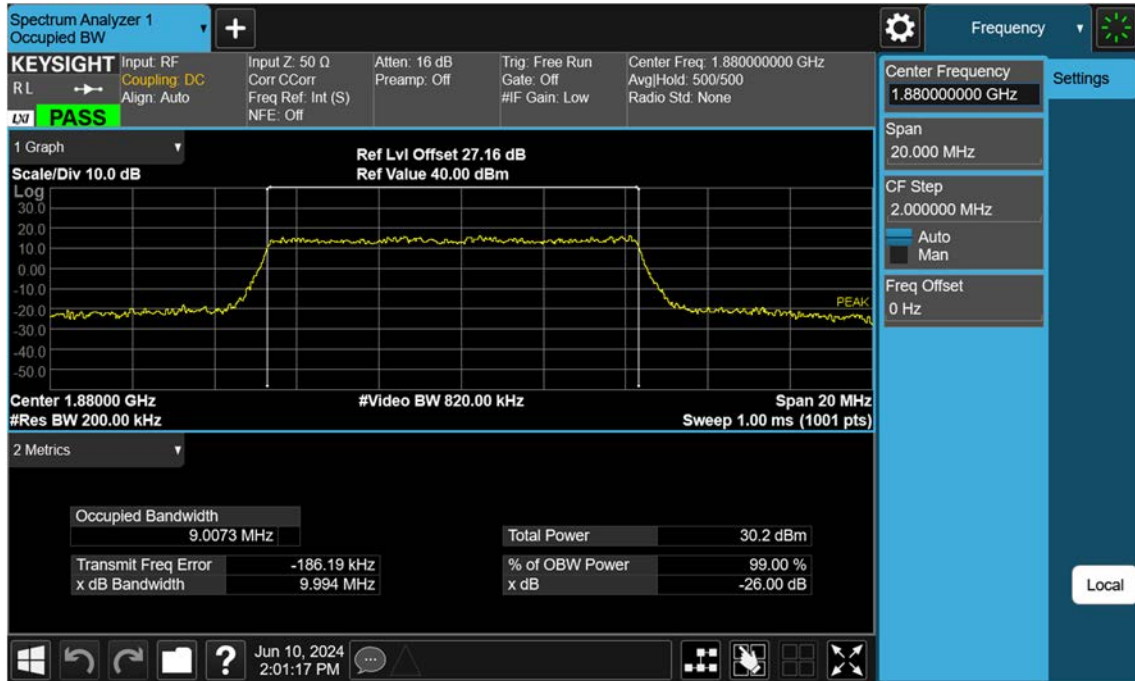 Spectrum Analyzer 1
Occupied BW
Frequency
KEYSIGHT
R L
LXI
PASS
Input: RF
Coupling: DC
Align: Auto
Input Z: 50 Ω
Corr CCorr
Freq Ref: Int (S)
NFE: Off
Atten: 16 dB
Preamp: Off
Trig: Free Run
Gate: Off
#IF Gain: Low
Center Freq: 1.880000000 GHz
Avg|Hold: 500/500
Radio Std: None
Center Frequency
1.880000000 GHz
Settings
Span
20.000 MHz
CF Step
2.000000 MHz
Auto
Man
Freq Offset
0 Hz
Local
1 Graph
Scale/Div 10.0 dB
Ref Lvl Offset 27.16 dB
Ref Value 40.00 dBm
Log
30.0
20.0
10.0
0.00
-10.0
-20.0
-30.0
-40.0
-50.0
PEAK
Center 1.88000 GHz
#Video BW 820.00 kHz
Span 20 MHz
#Res BW 200.00 kHz
Sweep 1.00 ms (1001 pts)
2 Metrics
Occupied Bandwidth
9.0073 MHz
Total Power 30.2 dBm
Transmit Freq Error -186.19 kHz
% of OBW Power 99.00 %
x dB Bandwidth 9.994 MHz
x dB -26.00 dB
?
Jun 10, 2024
2:01:17 PM